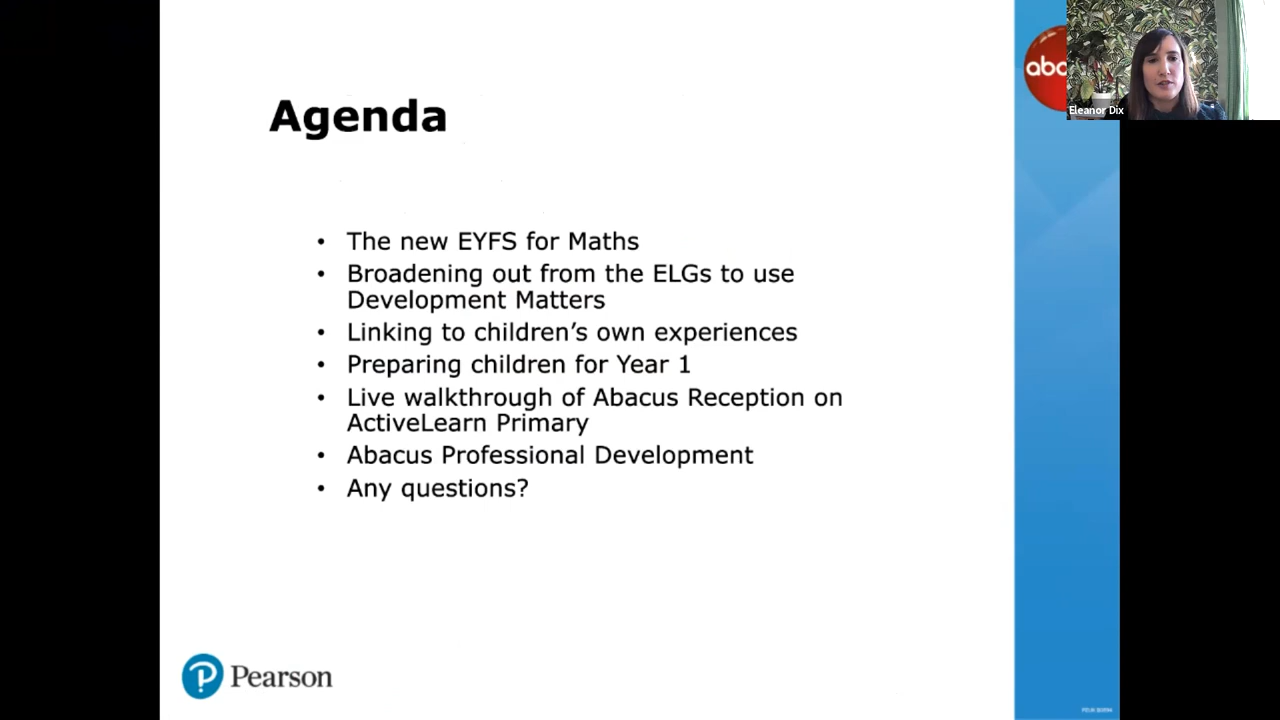 Agenda
• The new EYFS for Maths
• Broadening out from the ELGs to use
Development Matters
• Linking to children's own experiences
• Preparing children for Year 1
• Live walkthrough of Abacus Reception on
ActiveLearn Primary
• Abacus Professional Development
• Any questions?
Pearson
abc
Eleanor Dix